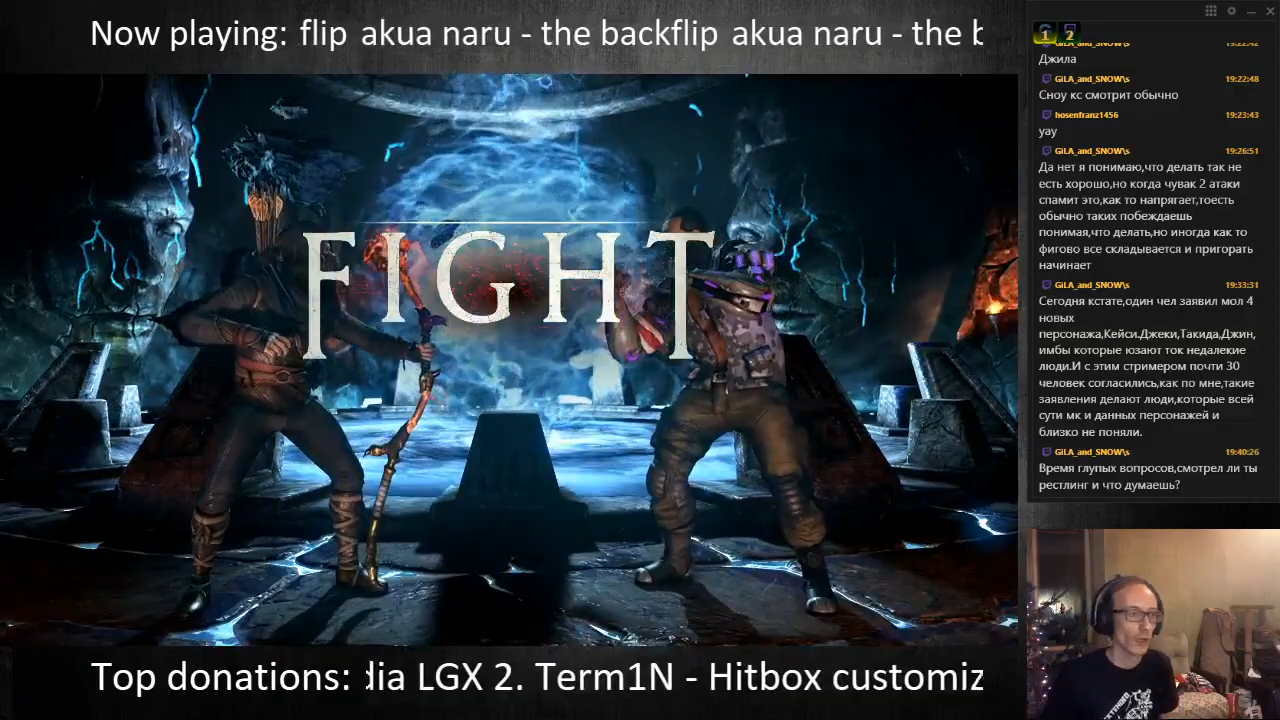 Now playing: flip akua naru - the backflip akua naru - the b
FIGHT
Top donations: dia LGX 2. Term1N - Hitbox customiz
1 2
GiLA_and_SNOW\s 19:22:42
Джила
GiLA_and_SNOW\s 19:22:48
Сноу кс смотрит обычно
hosenfranz1456 19:23:43
уау
GiLA_and_SNOW\s 19:26:51
Да нет я понимаю,что делать так не
есть хорошо,но когда чувак 2 атаки
спамит это,как то напрягает,тоесть
обычно таких побеждаешь
понимая,что делать,но иногда как то
фигово все складывается и пригорать
начинает
GiLA_and_SNOW\s 19:33:31
Сегодня кстате,один чел заявил мол 4
новых
персонажа,Кейси.Джеки,Такида,Джин,
имбы которые юзают ток недалекие
люди.И с этим стримером почти 30
человек согласились,как по мне,такие
заявления делают люди,которые всей
сути мк и данных персонажей и
близко не поняли.
GiLA_and_SNOW\s 19:40:26
Время глупых вопросов,смотрел ли ты
рестлинг и что думаешь?